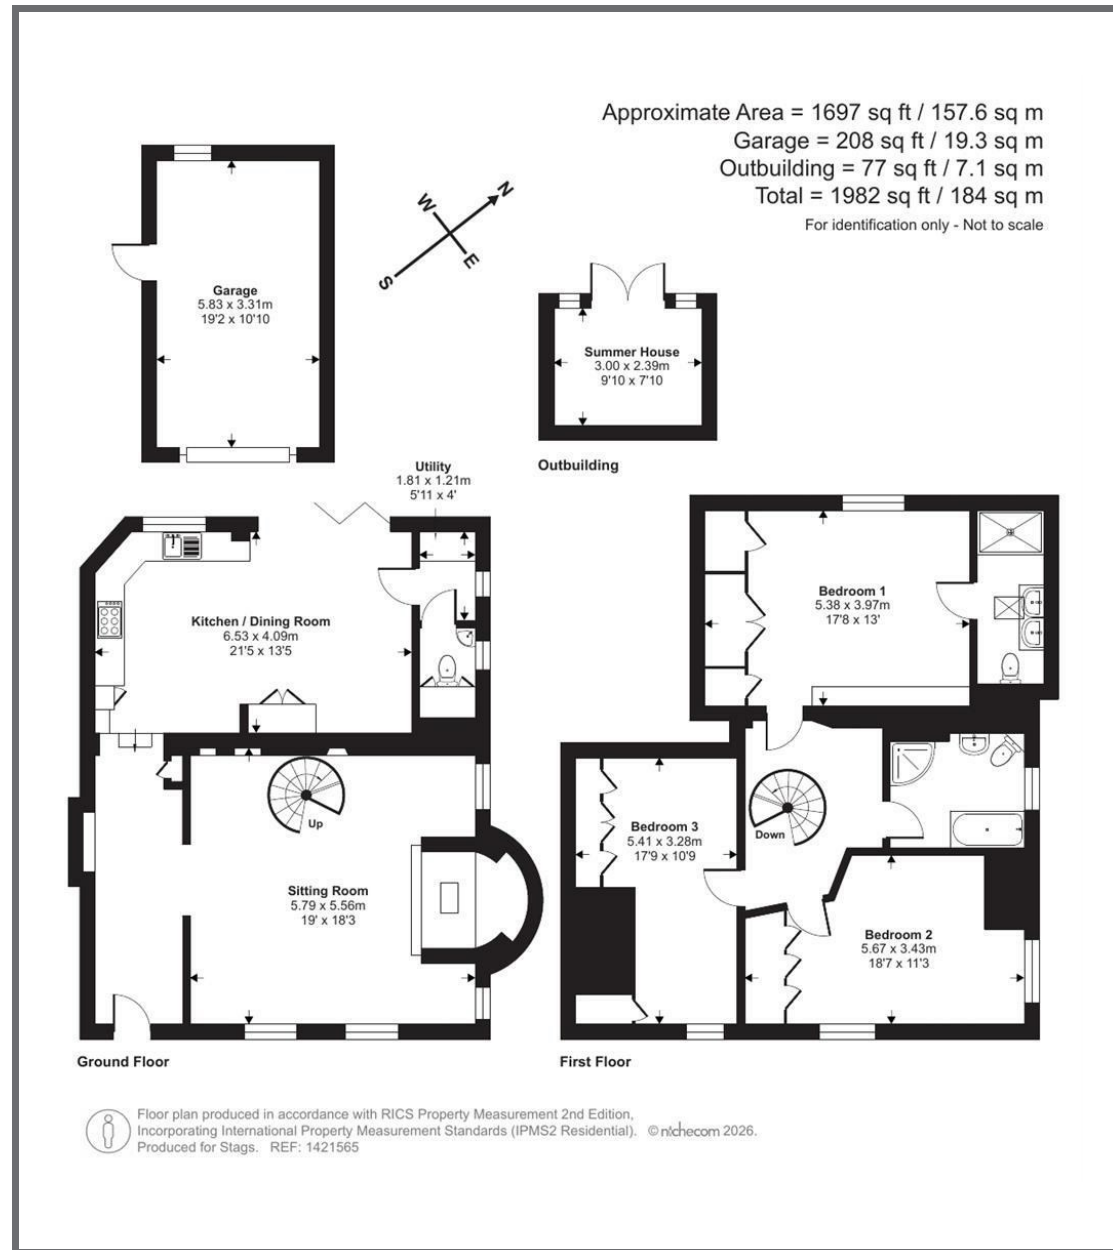 Approximate Area = 1697 sq ft / 157.6 sq m
Garage = 208 sq ft / 19.3 sq m
Outbuilding = 77 sq ft / 7.1 sq m
Total = 1982 sq ft / 184 sq m
For identification only - Not to scale
N
W
E
S
Garage
5.83 x 3.31m
19'2 x 10'10
Summer House
3.00 x 2.39m
9'10 x 7'10
Outbuilding
Utility
1.81 x 1.21m
5'11 x 4'
Kitchen / Dining Room
6.53 x 4.09m
21'5 x 13'5
Up
Sitting Room
5.79 x 5.56m
19' x 18'3
Ground Floor
Bedroom 1
5.38 x 3.97m
17'8 x 13'
Bedroom 3
5.41 x 3.28m
17'9 x 10'9
Down
Bedroom 2
5.67 x 3.43m
18'7 x 11'3
First Floor
Floor plan produced in accordance with RICS Property Measurement 2nd Edition,
Incorporating International Property Measurement Standards (IPMS2 Residential). © nichecom 2026.
Produced for Stags. REF: 1421565